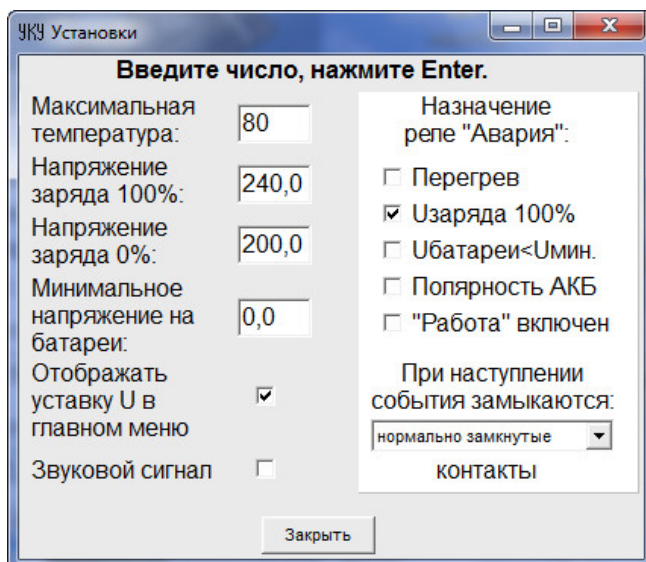 УКУ Установки
Введите число, нажмите Enter.
Максимальная
температура:
80
Напряжение
заряда 100%:
240,0
Напряжение
заряда 0%:
200,0
Минимальное
напряжение на
батареи:
0,0
Отображать
уставку U в
главном меню
Звуковой сигнал
Назначение
реле "Авария":
Перегрев
Uзаряда 100%
Uбатареи<Uмин.
Полярность АКБ
"Работа" включен
При наступлении
события замыкаются:
нормально замкнутые
контакты
Закрыть